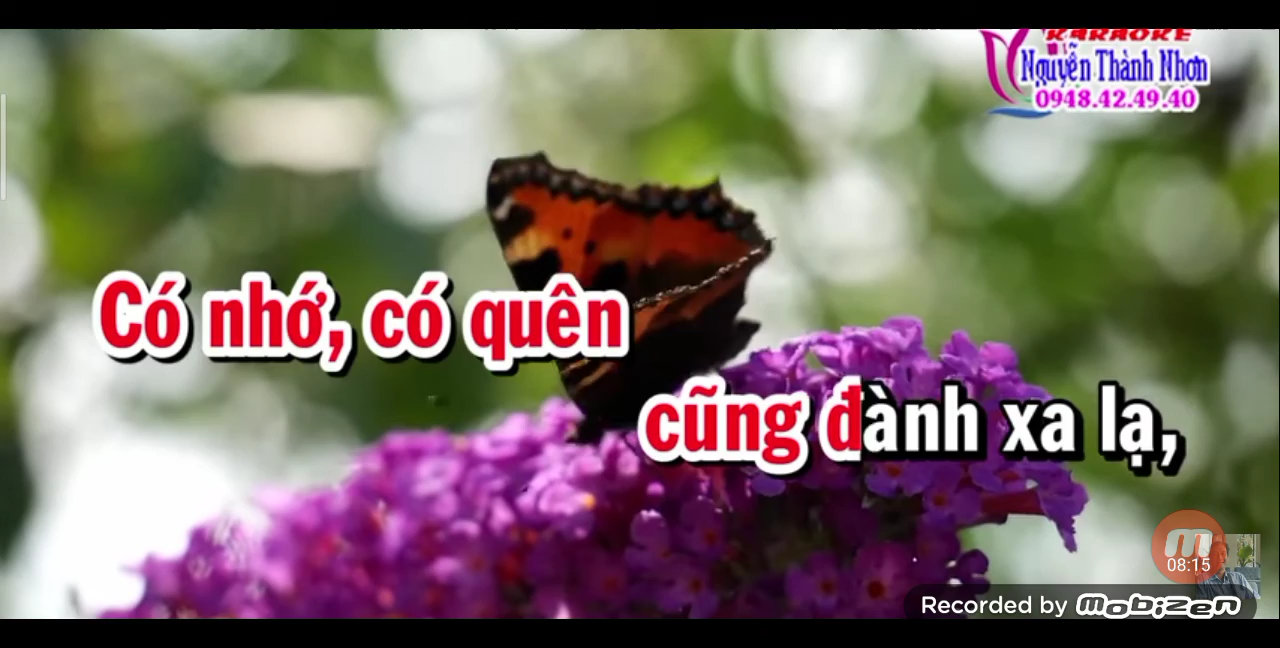 KARAOKE
Nguyễn Thành Nhơn
0948.42.49.40
Có nhớ, có quên
cũng đành xa lạ,
08:15
Recorded by mobizen